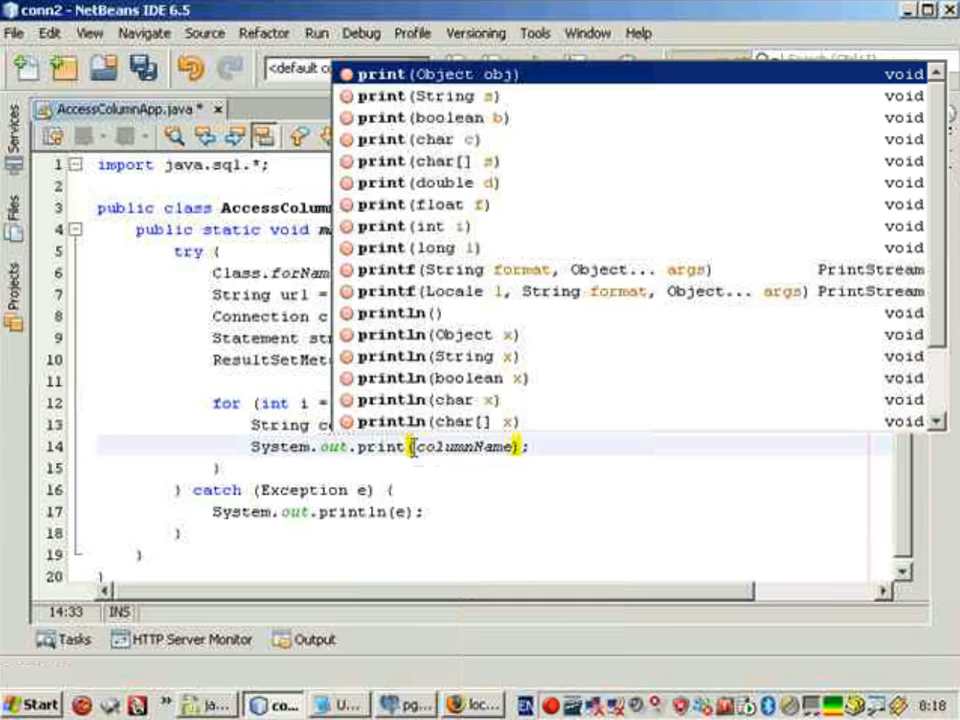 conn2 - NetBeans IDE 6.5
File Edit View Navigate Source Refactor Run Debug Profile Versioning Tools Window Help
<default co
AccessColumnApp.java *
Services
Files
Projects
print(Object obj) void
print(String s) void
print(boolean b) void
print(char c) void
print(char[] s) void
print(double d) void
print(float f) void
print(int i) void
print(long l) void
printf(String format, Object... args) PrintStream
printf(Locale l, String format, Object... args) PrintStream
println() void
println(Object x) void
println(String x) void
println(boolean x) void
println(char x) void
println(char[] x) void
1 import java.sql.*;
2
3 public class AccessColum
4 public static void m
5 try {
6 Class.forNam
7 String url =
8 Connection c
9 Statement st
10 ResultSetMet
11
12 for (int i =
13 String c
14 System.out.print(columnName);
15 }
16 } catch (Exception e) {
17 System.out.println(e);
18 }
19 }
20 }
14:33 INS
Tasks HTTP Server Monitor Output
Start ja... co... U... pg... loc... EN 8:18